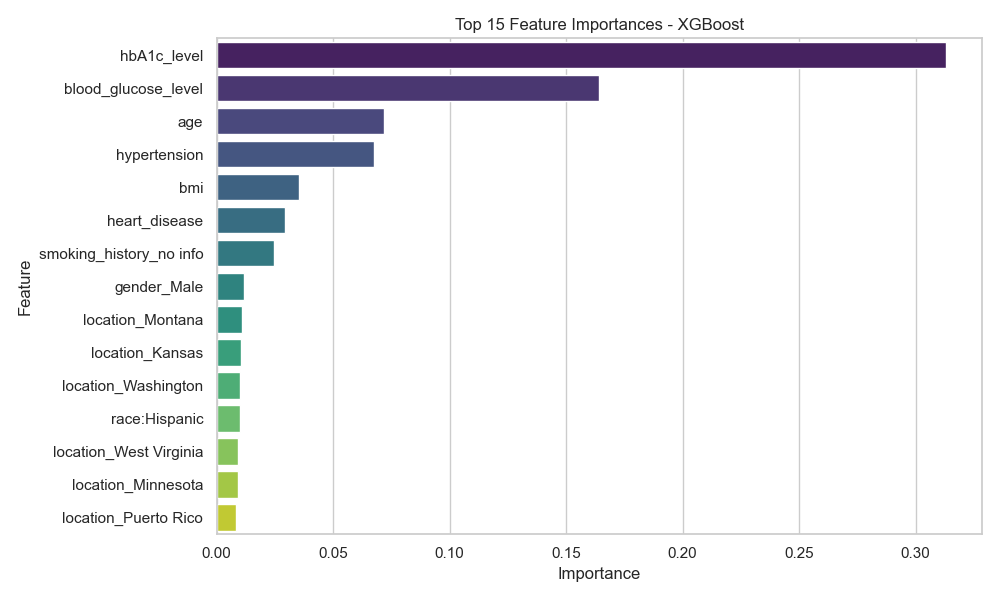 Top 15 Feature Importances - XGBoost
Feature
hbA1c_level
blood_glucose_level
age
hypertension
bmi
heart_disease
smoking_history_no info
gender_Male
location_Montana
location_Kansas
location_Washington
race:Hispanic
location_West Virginia
location_Minnesota
location_Puerto Rico
0.00 0.05 0.10 0.15 0.20 0.25 0.30
Importance